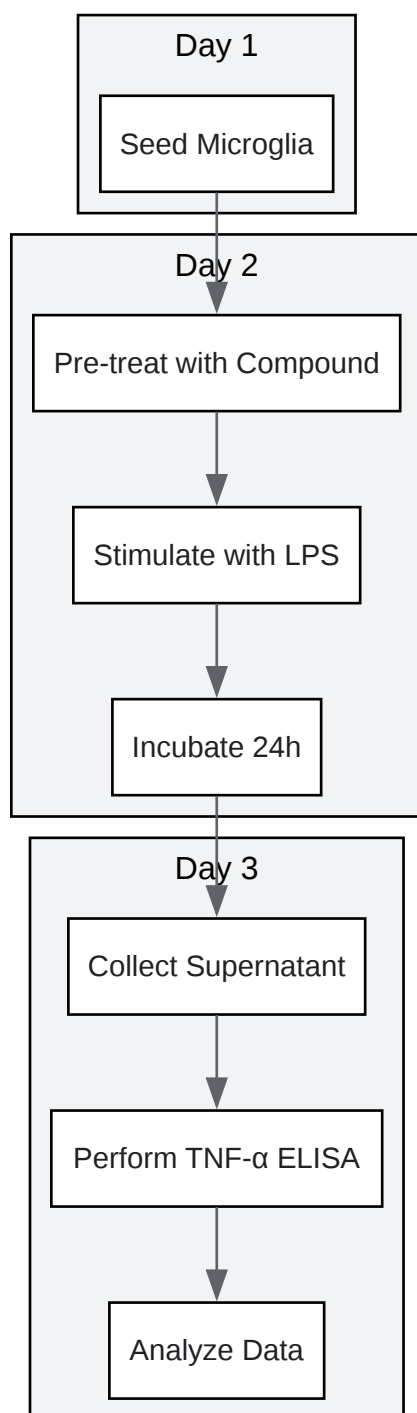 Day 1
Seed Microglia
Day 2
Pre-treat with Compound
Stimulate with LPS
Incubate 24h
Day 3
Collect Supernatant
Perform TNF-α ELISA
Analyze Data